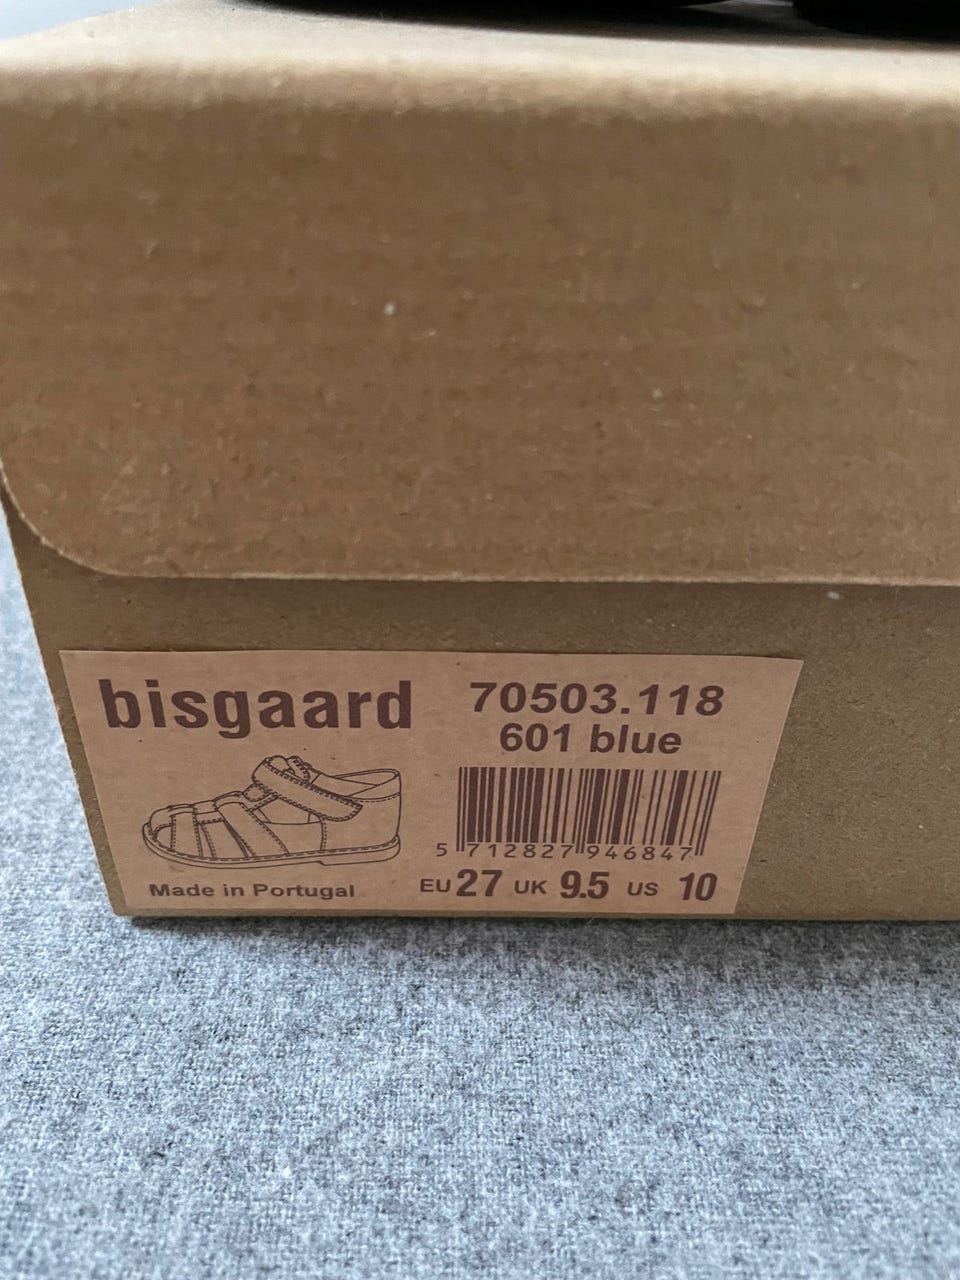 bisgaard
70503.118
601 blue
5 712827 946847
Made in Portugal
EU 27 UK 9.5 US 10